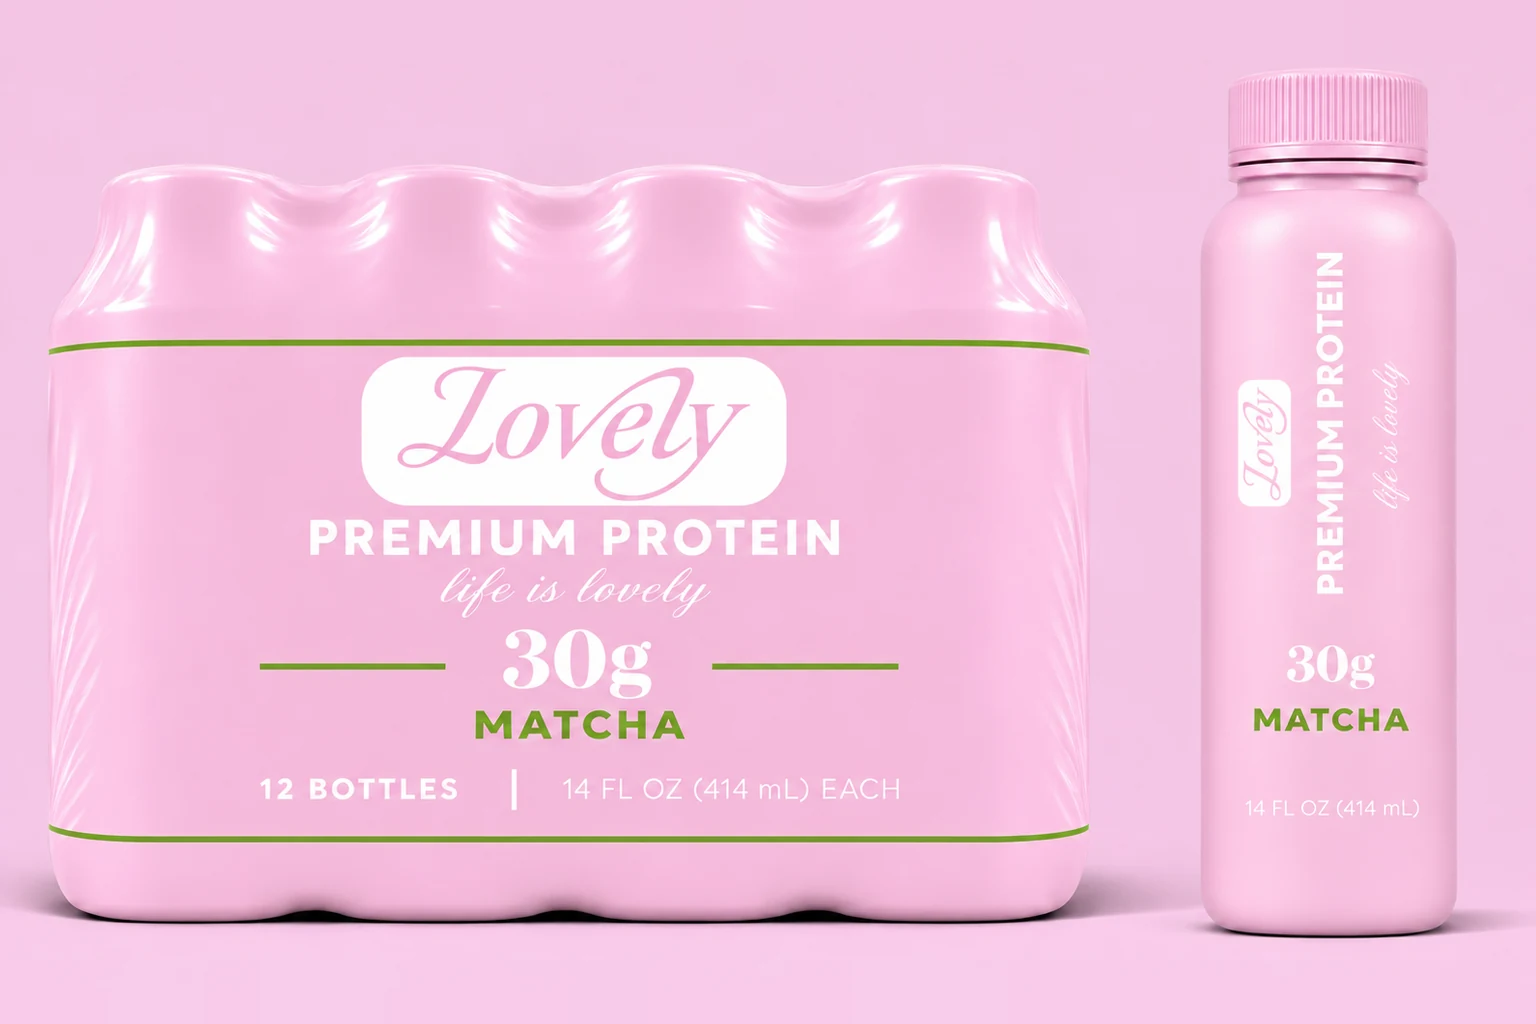 Lovely
PREMIUM PROTEIN
life is lovely
30g
MATCHA
12 BOTTLES | 14 FL OZ (414 mL) EACH
Lovely
PREMIUM PROTEIN
life is lovely
30g
MATCHA
14 FL OZ (414 mL)